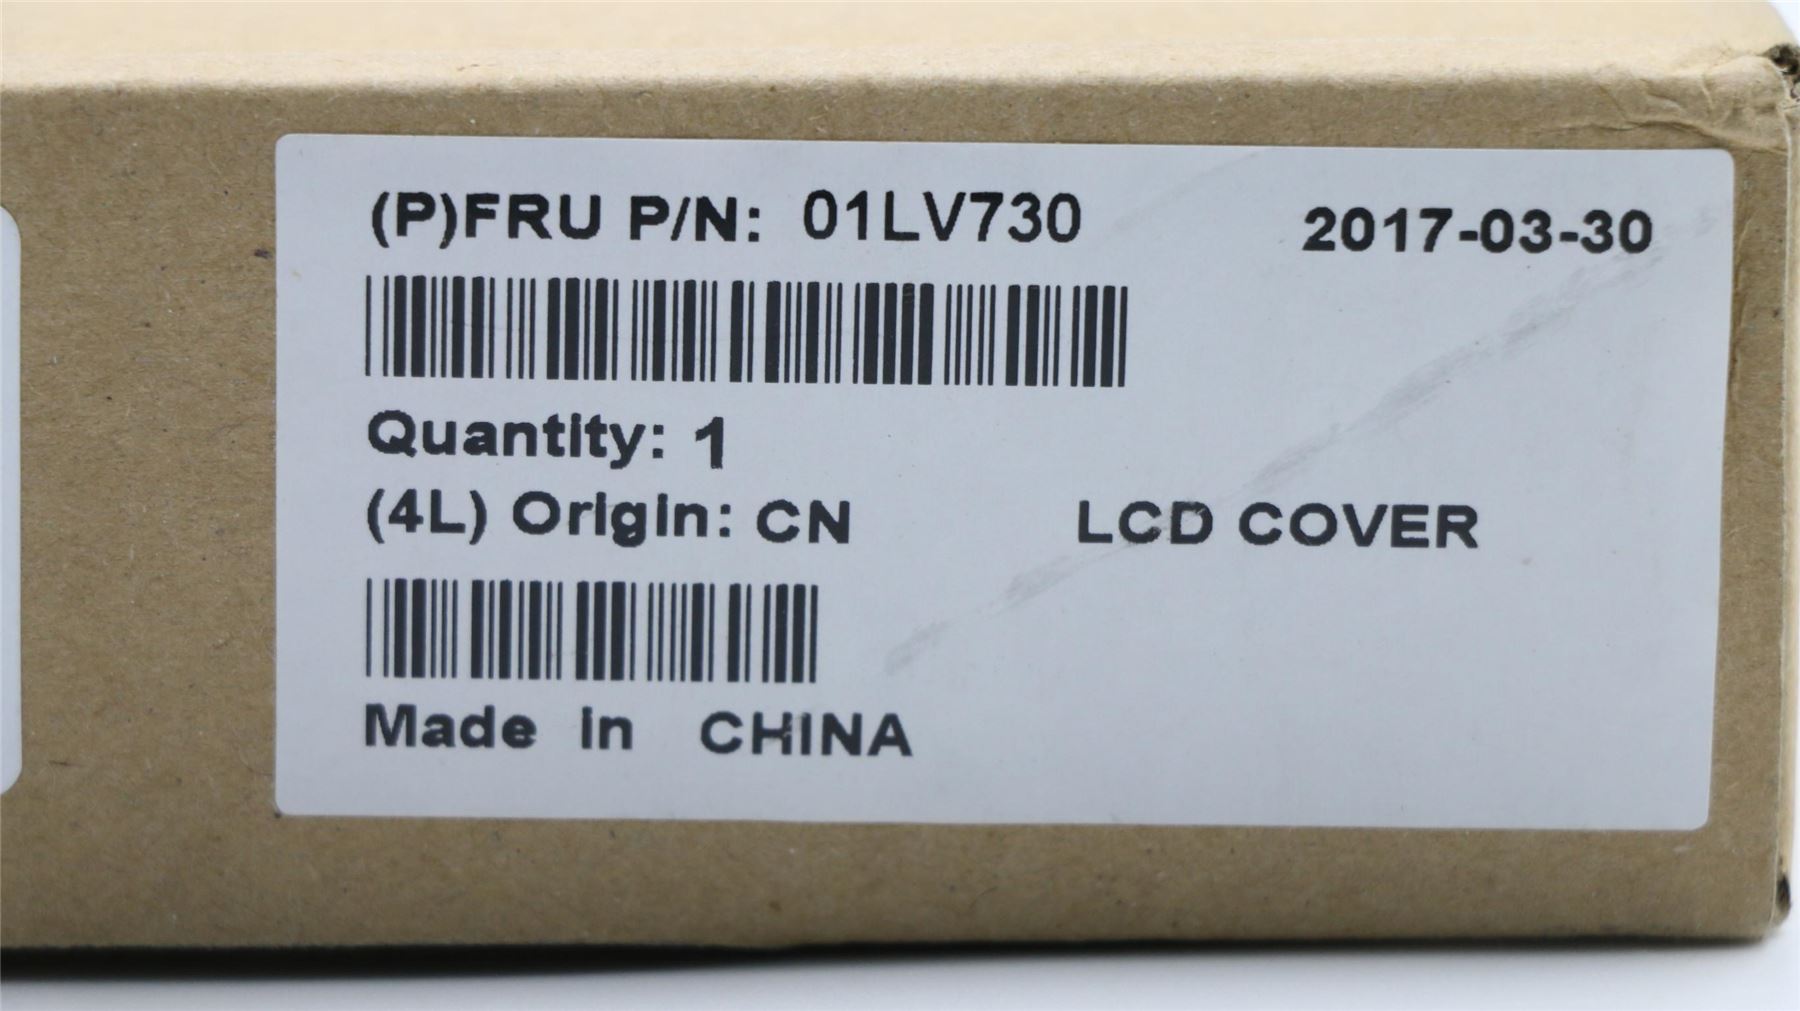 (P)FRU P/N: 01LV730 2017-03-30
Quantity: 1
(4L) Origin: CN LCD COVER
Made in CHINA